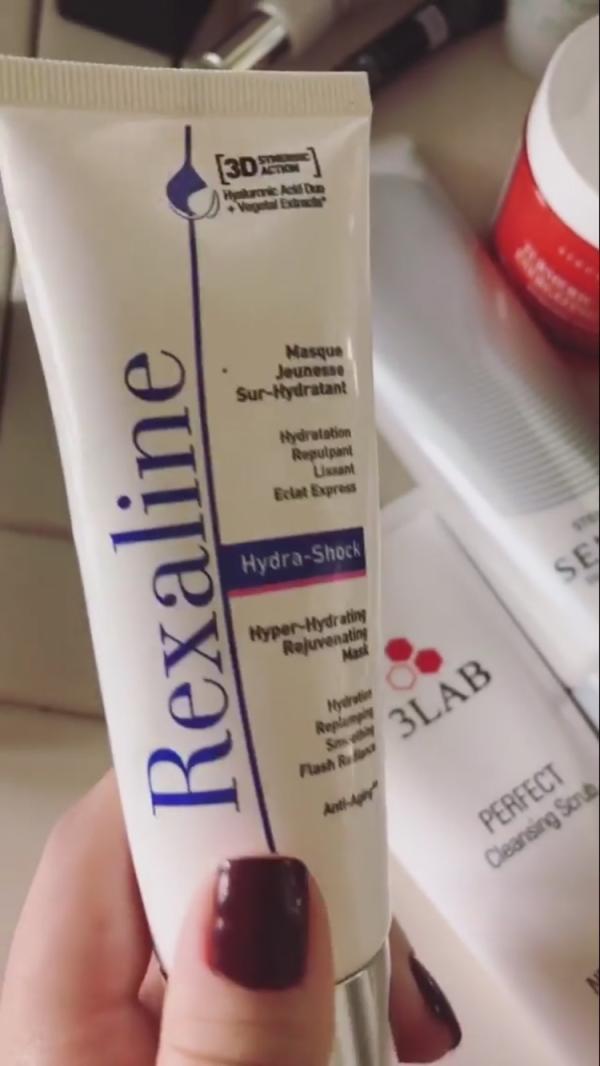 [3D SYNERGIC
ACTION]
Hyaluronic Acid Duo
+ Vegetal Extracts*
Rexaline
Masque
Jeunesse
Sur-Hydratant
Hydratation
Repulpant
Lissant
Eclat Express
Hydra-Shock
Hyper-Hydrating
Rejuvenating
Mask
Hydration
Replumping
Smoothing
Flash Radiance
Anti-Aging**
3LAB
PERFECT
Cleansing Scrub